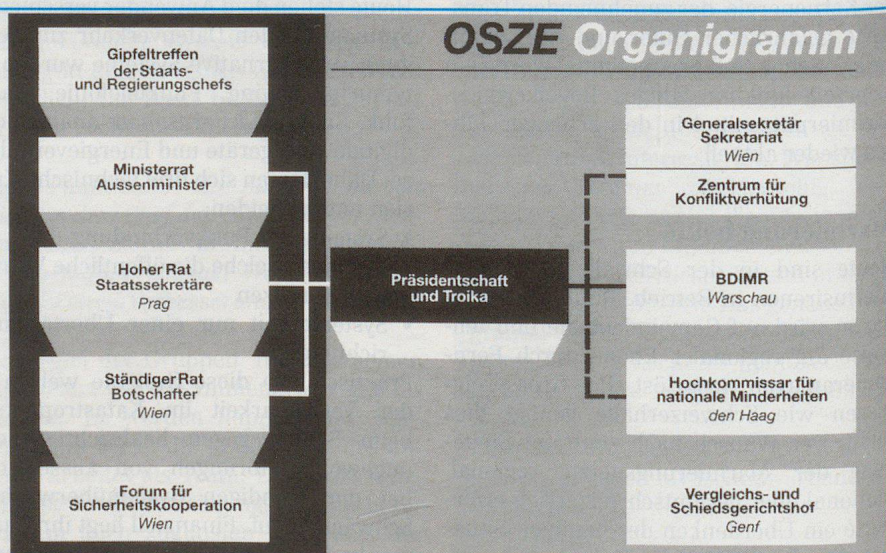 OSZE Organigramm
Gipfeltreffen
der Staats-
und Regierungschefs
Ministerrat
Aussenminister
Hoher Rat
Staatssekretäre
Prag
Ständiger Rat
Botschafter
Wien
Forum für
Sicherheitskooperation
Wien
Präsidentschaft
und Troika
Generalsekretär
Sekretariat
Wien
Zentrum für
Konfliktverhütung
BDIMR
Warschau
Hochkommissar für
nationale Minderheiten
den Haag
Vergleichs- und
Schiedsgerichtshof
Genf